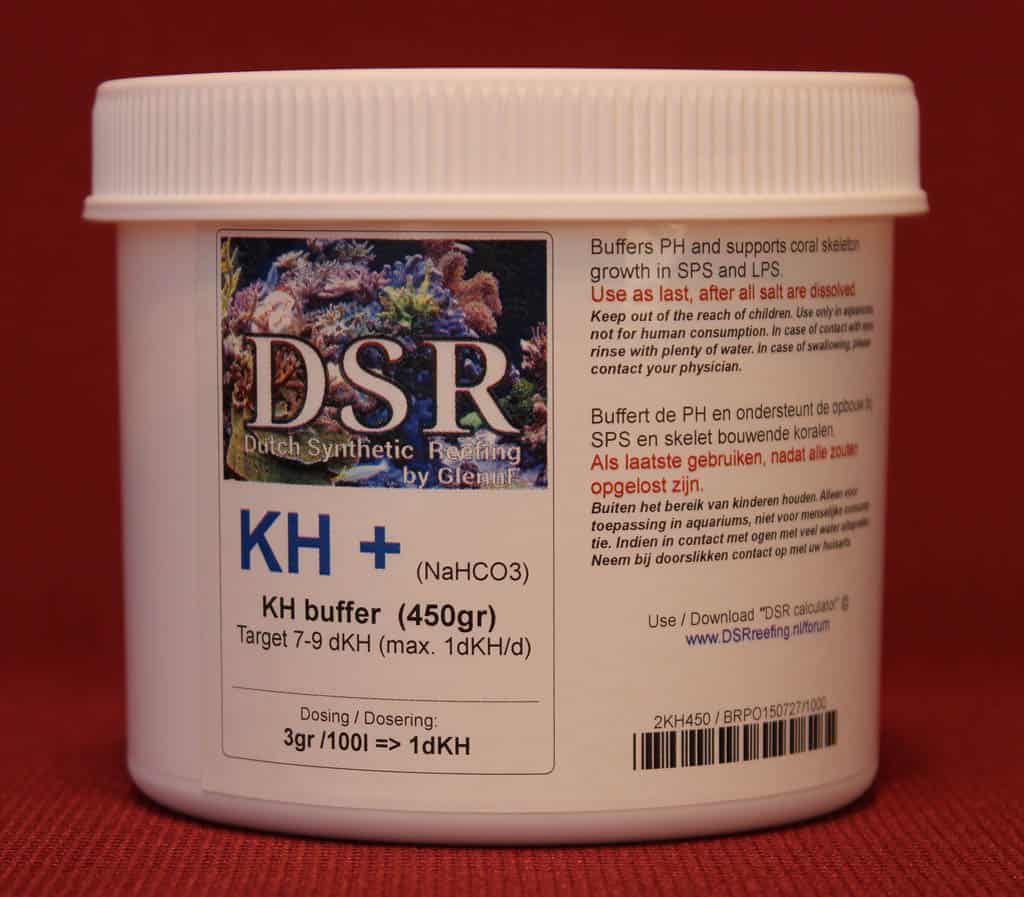 DSR
Dutch Synthetic Reefing
by GlennF
KH +
(NaHCO3)
KH buffer (450gr)
Target 7-9 dKH (max. 1dKH/d)
Dosing / Dosering:
3gr /100l => 1dKH
Buffers PH and supports coral skeleton
growth in SPS and LPS.
Use as last, after all salt are dissolved
Keep out of the reach of children. Use only in aquariums
not for human consumption. In case of contact with eyes
rinse with plenty of water. In case of swallowing, please
contact your physician.
Buffert de PH en ondersteunt de opbouw
SPS en skelet bouwende koralen
Als laatste gebruiken, nadat alle zouten
opgelost zijn.
Buiten het bereik van kinderen houden. Alleen voor
toepassing in aquariums, niet voor menselijke
tie. Indien in contact met ogen met veel water
Neem bij doorslikken contact op met uw huisarts
Use / Download "DSR calculator" @
www.DSRreefing.nl/forum
2KH450 / BRPO150727/1000